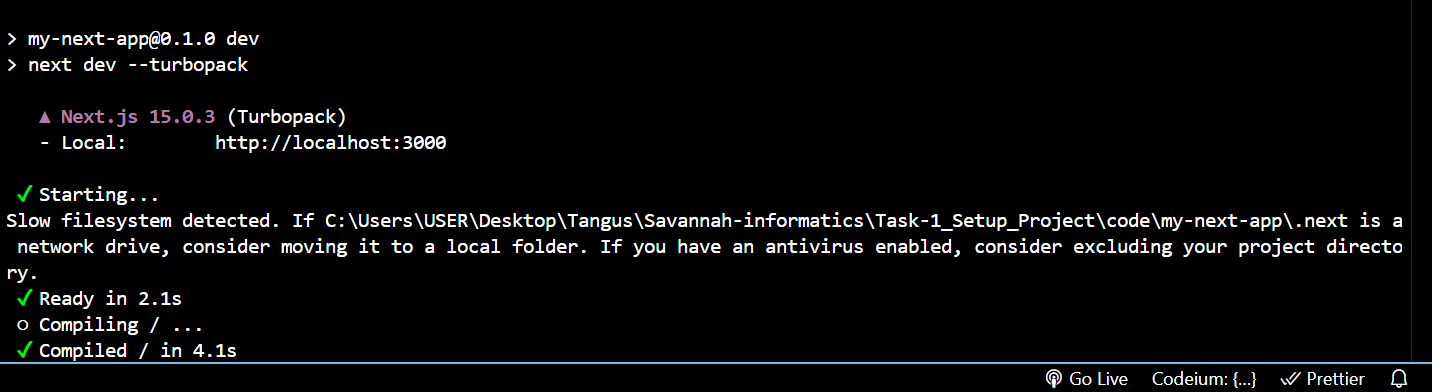 > my-next-app@0.1.0 dev
> next dev --turbopack
▲ Next.js 15.0.3 (Turbopack)
- Local: http://localhost:3000
✓ Starting...
Slow filesystem detected. If C:\Users\USER\Desktop\Tangus\Savannah-informatics\Task-1_Setup_Project\code\my-next-app\.next is a
network drive, consider moving it to a local folder. If you have an antivirus enabled, consider excluding your project directo
ry.
✓ Ready in 2.1s
○ Compiling / ...
✓ Compiled / in 4.1s
Go Live Codeium: {...} Prettier